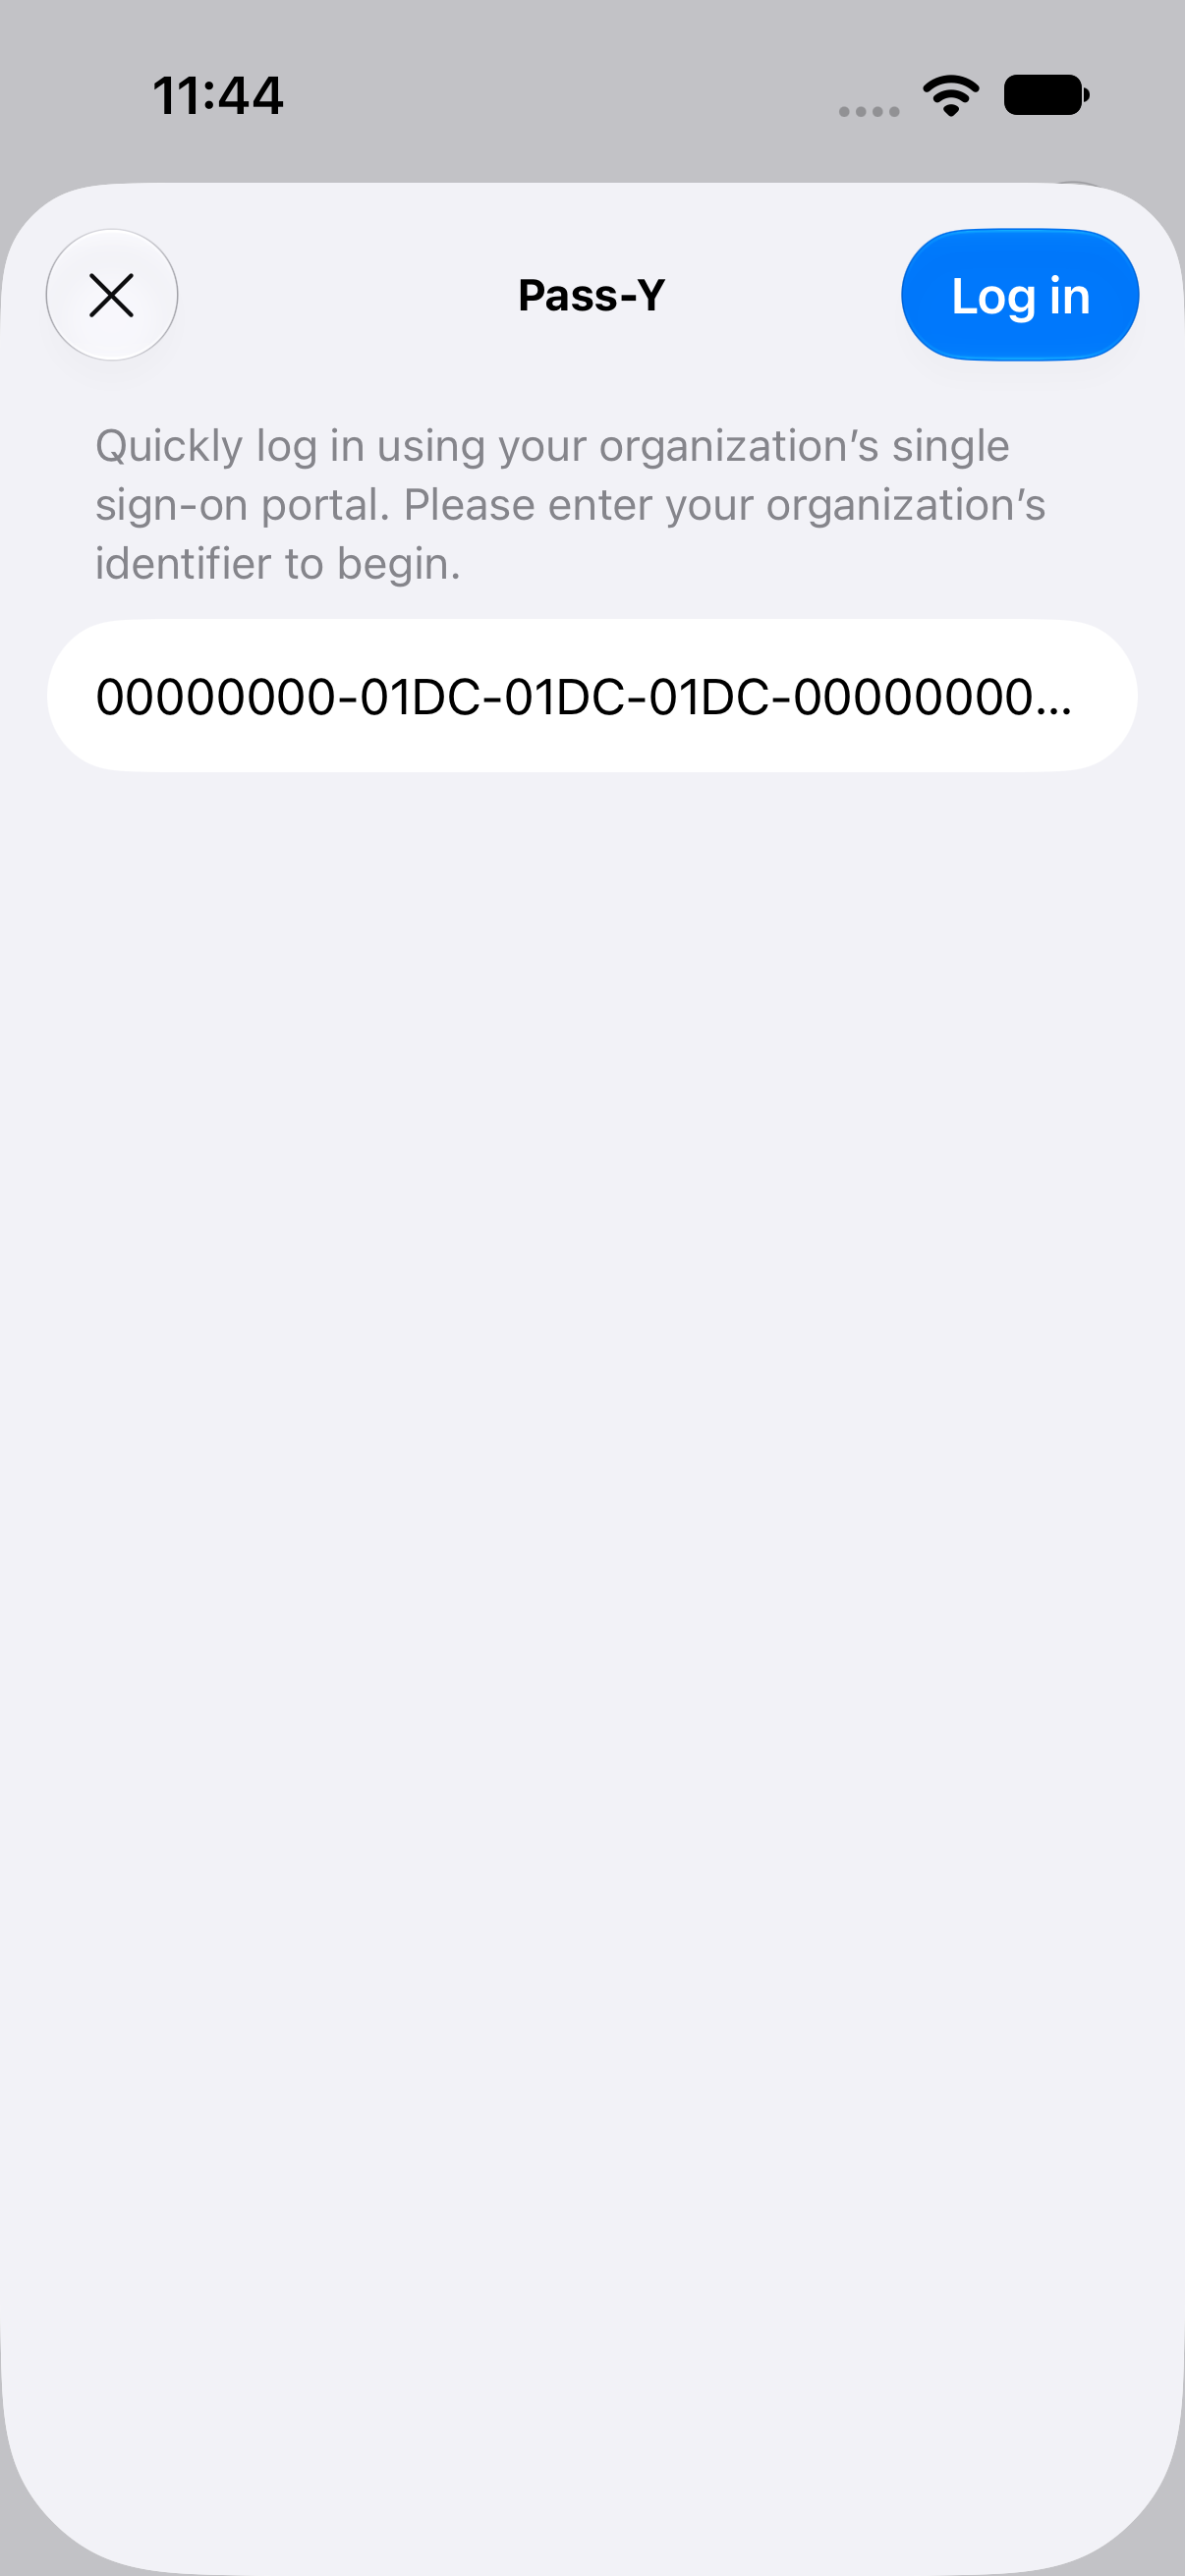 11:44
Pass-Y
Log in
Quickly log in using your organization’s single
sign-on portal. Please enter your organization’s
identifier to begin.
00000000-01DC-01DC-01DC-00000000...